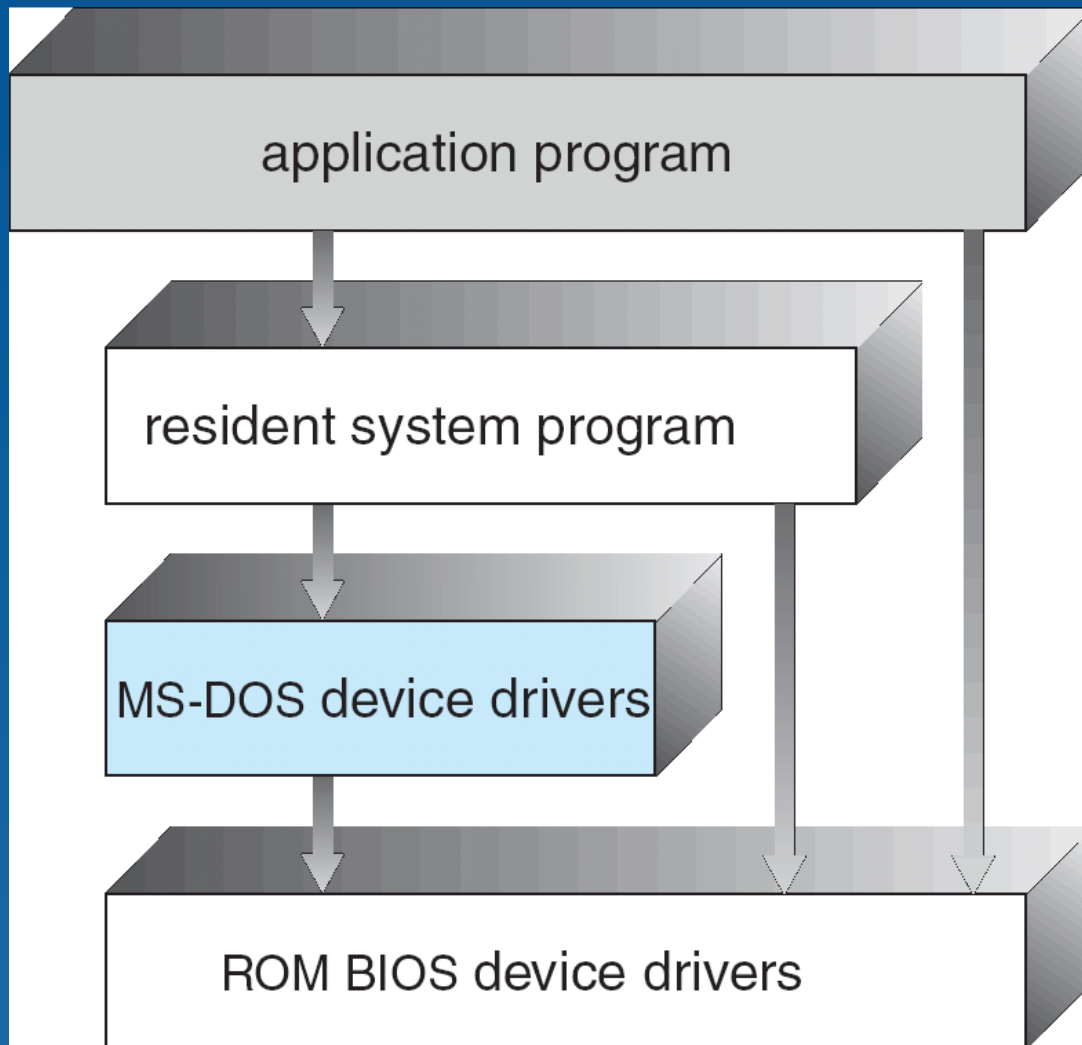 application program
resident system program
MS-DOS device drivers
ROM BIOS device drivers